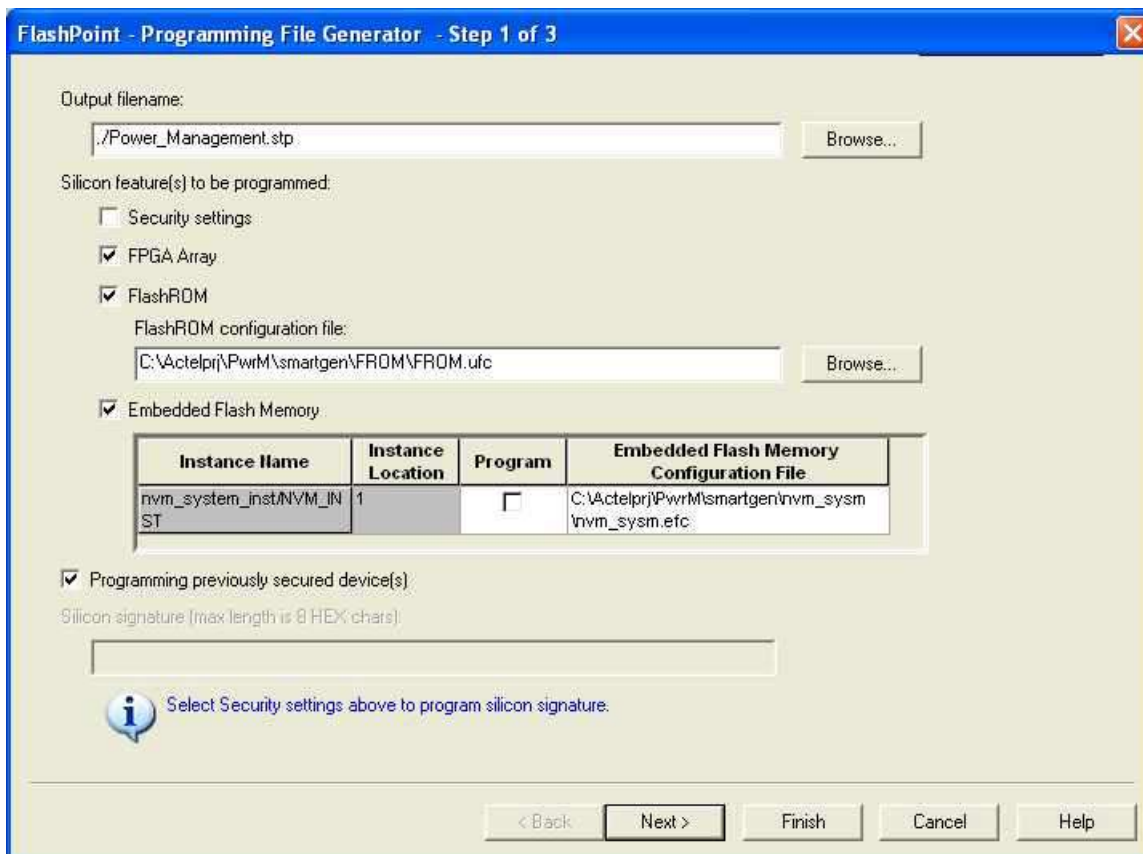 FlashPoint - Programming File Generator - Step 1 of 3
Output filename:
./Power_Management.stp
Browse...
Silicon feature(s) to be programmed:
Security settings
FPGA Array
FlashROM
FlashROM configuration file:
C:\Actelprj\PwrM\smartgen\FROM\FROM.ufc
Browse...
Embedded Flash Memory
Instance Name
Instance
Location
Program
Embedded Flash Memory
Configuration File
nvm_system_inst/NVM_IN
ST
1
C:\Actelprj\PwrM\smartgen\nvm_sysm
\nvm_sysm.efc
Programming previously secured device(s)
Silicon signature (max length is 8 HEX chars):
Select Security settings above to program silicon signature.
< Back
Next >
Finish
Cancel
Help